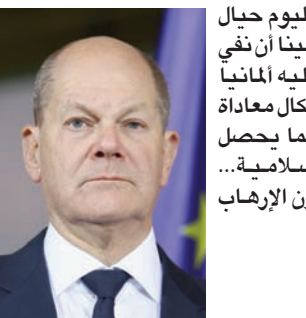 ليوم حيال
ينا أن نفي
ليه ألمانيا
كال معاداة
ما يحصل
سلامية...
ن الإرهاب